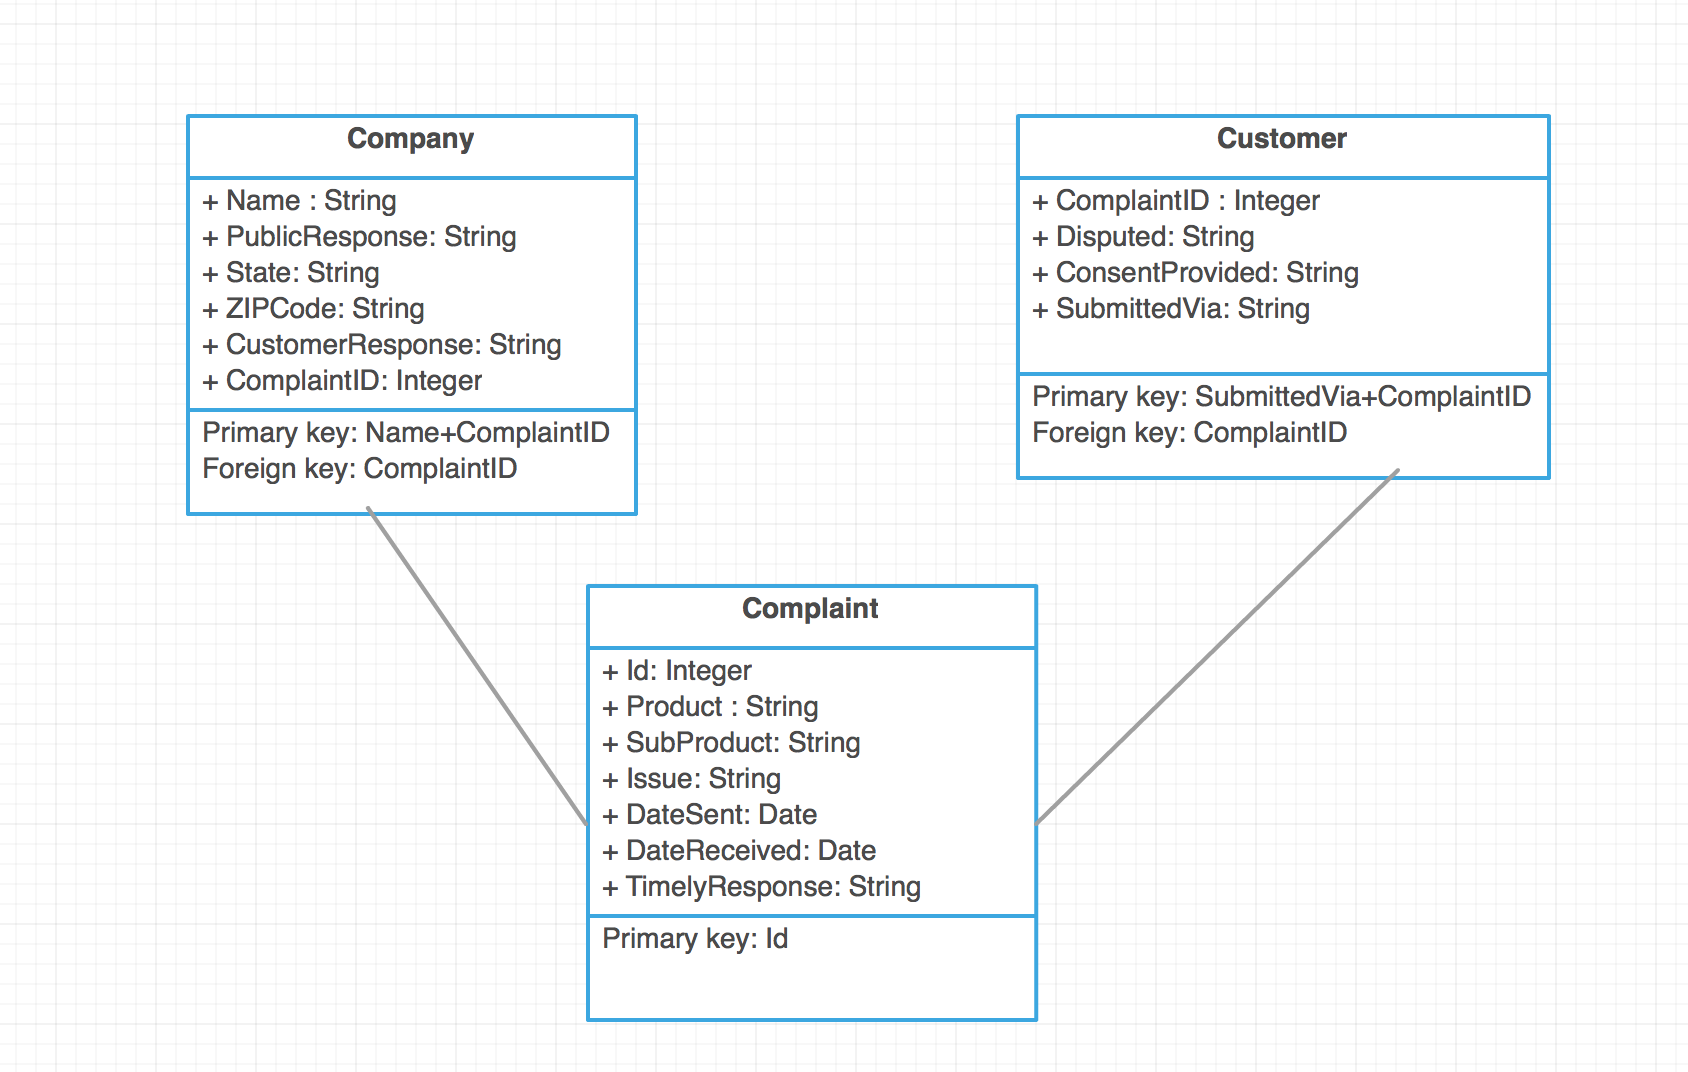 Company
+ Name : String
+ PublicResponse: String
+ State: String
+ ZIPCode: String
+ CustomerResponse: String
+ ComplaintID: Integer
Primary key: Name+ComplaintID
Foreign key: ComplaintID
Customer
+ ComplaintID : Integer
+ Disputed: String
+ ConsentProvided: String
+ SubmittedVia: String
Primary key: SubmittedVia+ComplaintID
Foreign key: ComplaintID
Complaint
+ Id: Integer
+ Product : String
+ SubProduct: String
+ Issue: String
+ DateSent: Date
+ DateReceived: Date
+ TimelyResponse: String
Primary key: Id